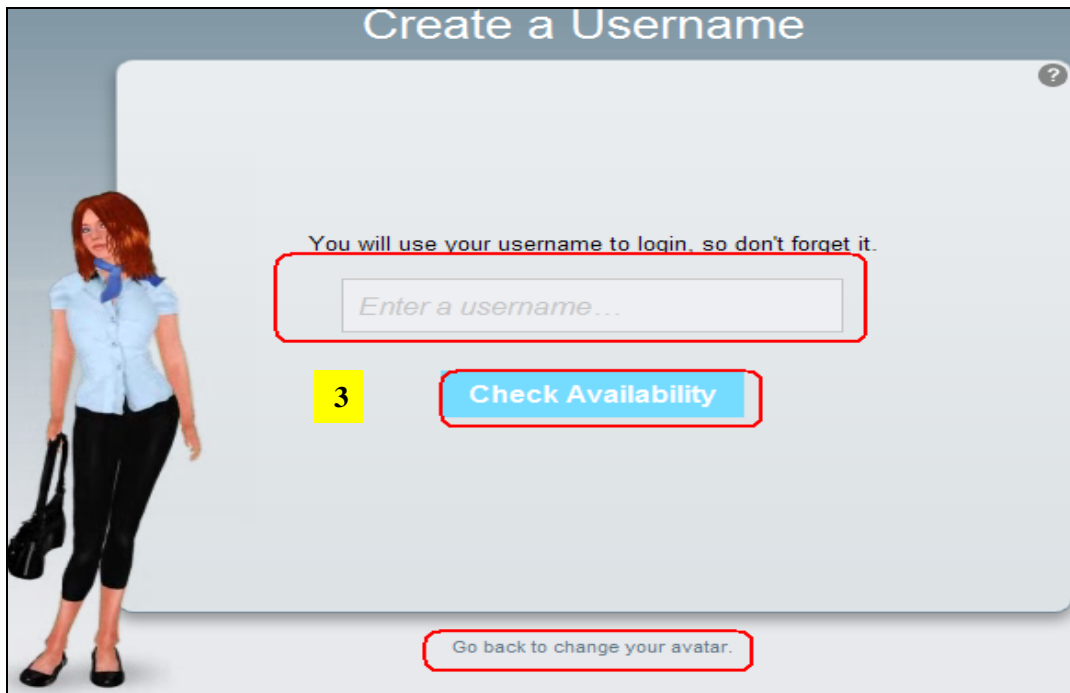 Create a Username
?
You will use your username to login, so don't forget it.
Enter a username...
3
Check Availability
Go back to change your avatar.